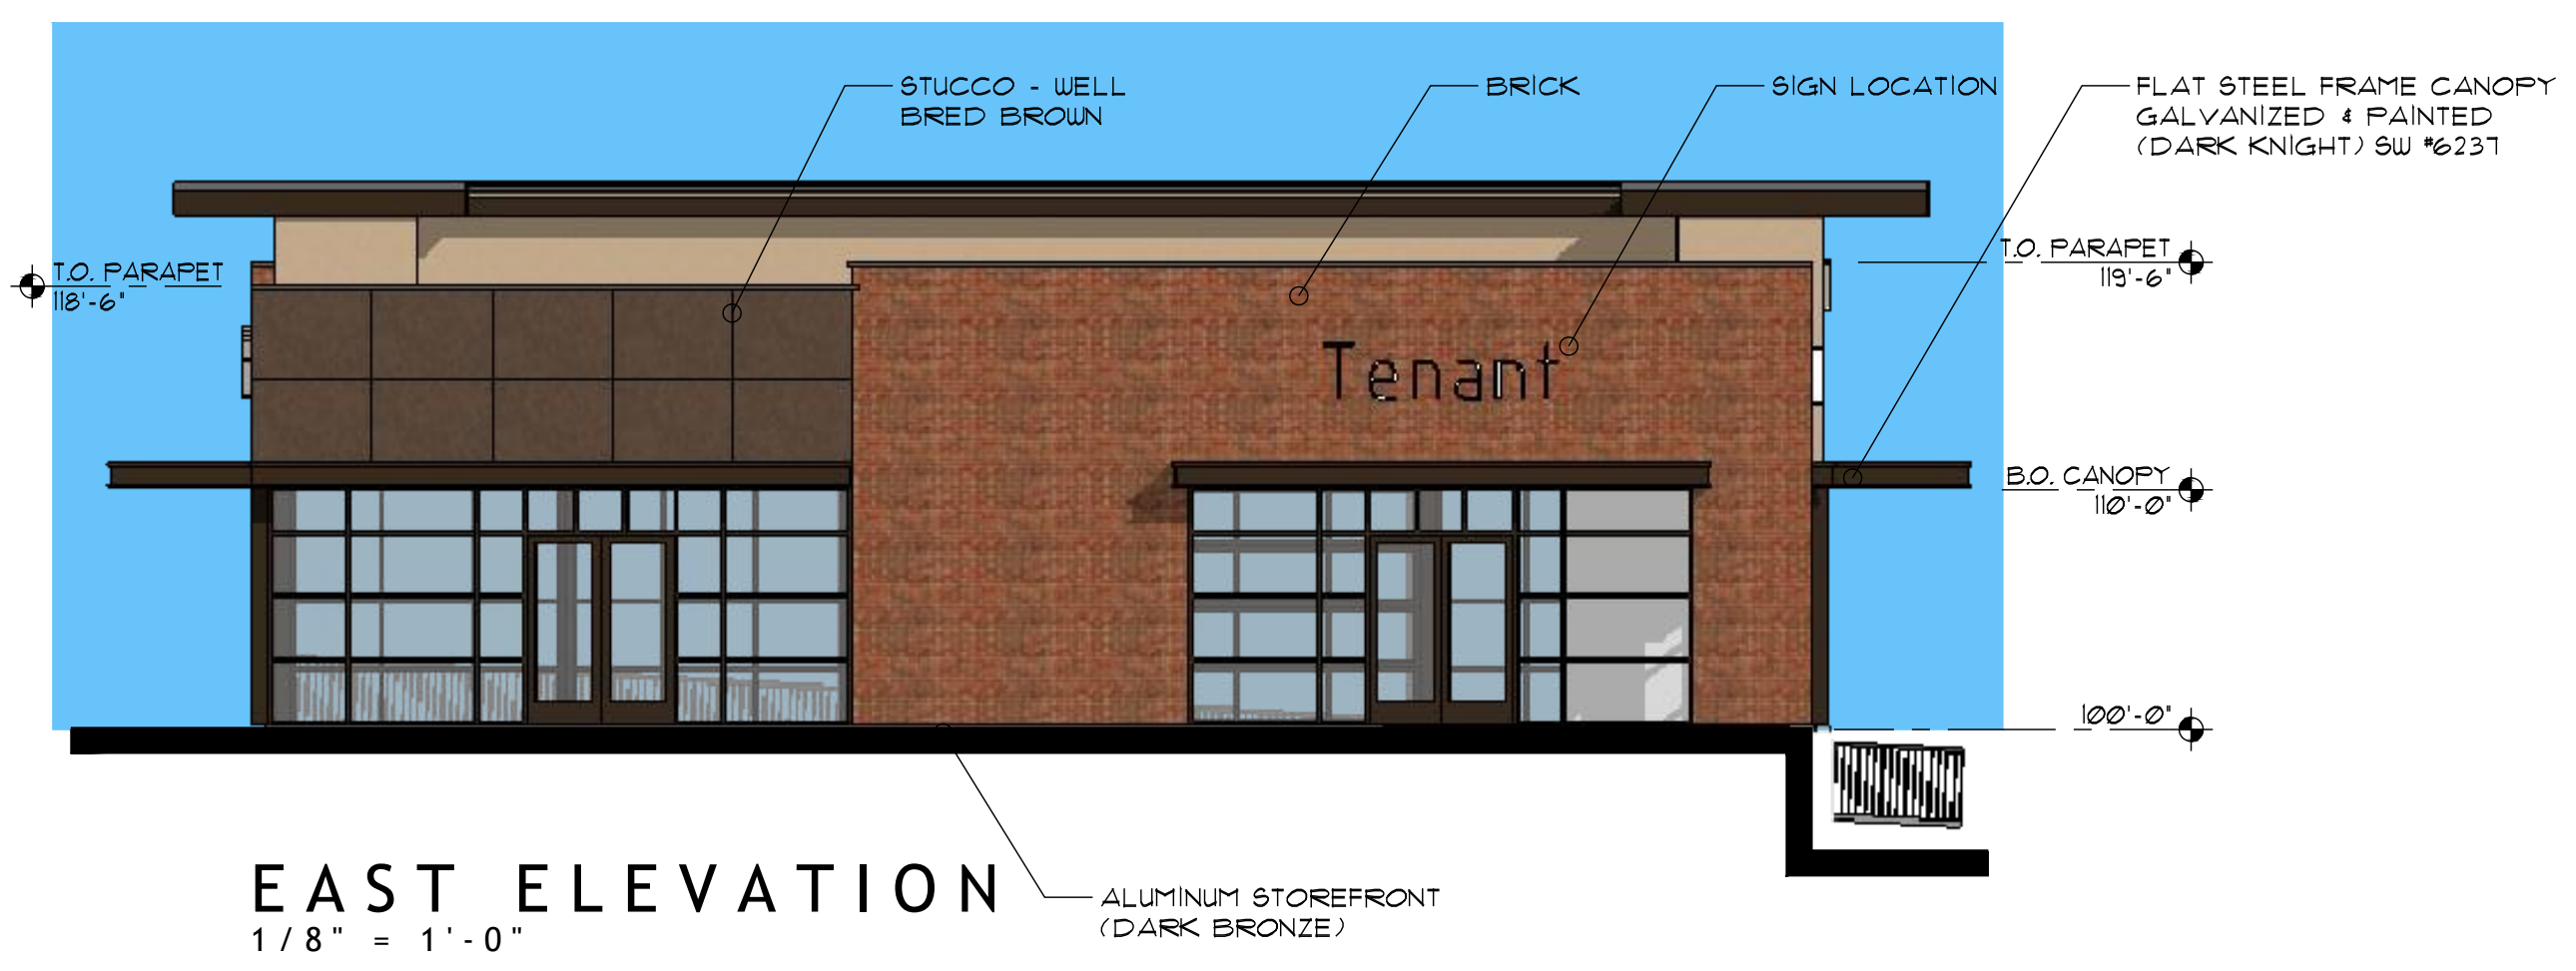 STUCCO - WELL
BRED BROWN
BRICK
SIGN LOCATION
FLAT STEEL FRAME CANOPY
GALVANIZED & PAINTED
(DARK KNIGHT) SW #6237
T.O. PARAPET
118'-6"
T.O. PARAPET
119'-6"
Tenant
B.O. CANOPY
110'-0"
100'-0"
EAST ELEVATION
1/8" = 1'-0"
ALUMINUM STOREFRONT
(DARK BRONZE)